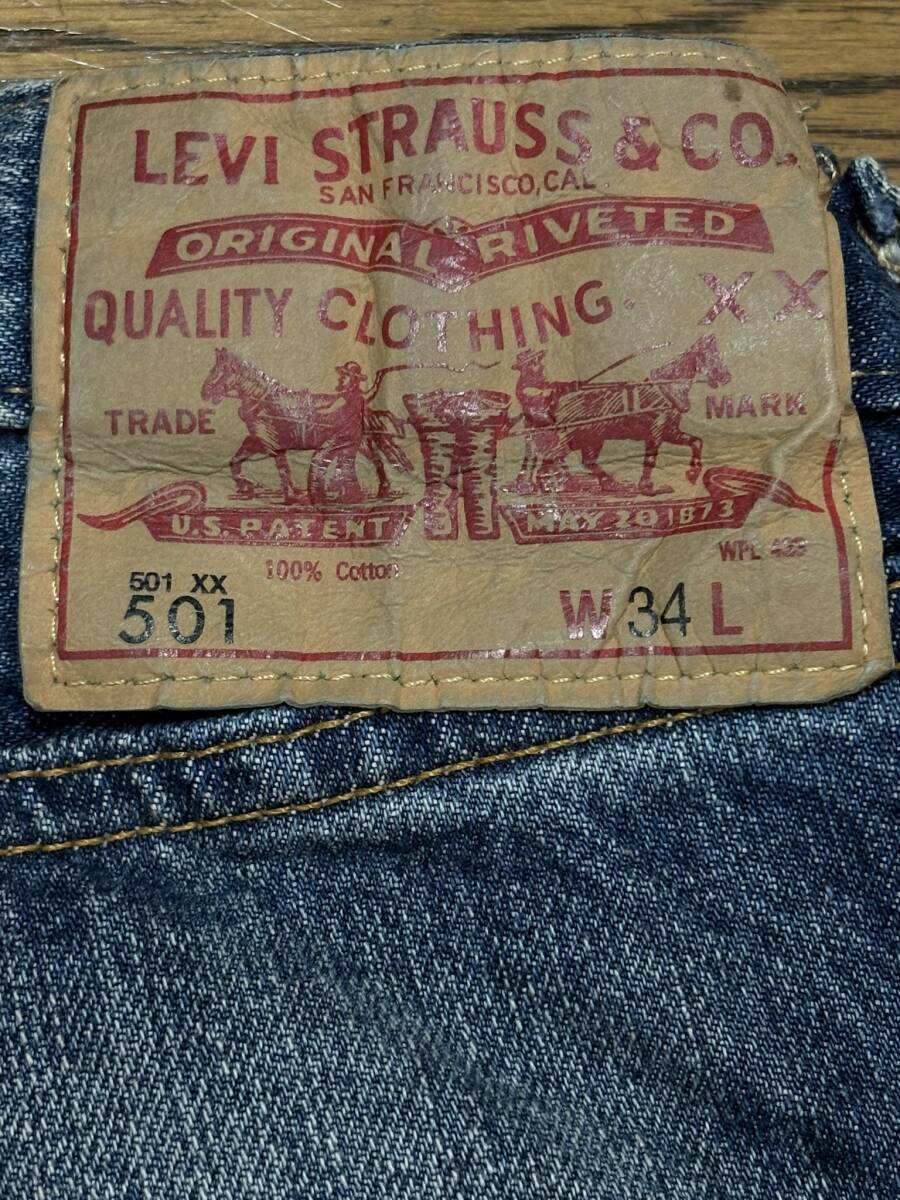 LEVI STRAUSS & CO.
SAN FRANCISCO, CAL.
ORIGINAL RIVETED
QUALITY CLOTHING. XX
TRADE MARK
U.S. PATENT MAY 20 1873
100% Cotton WPL 423
501 XX
501 W 34 L